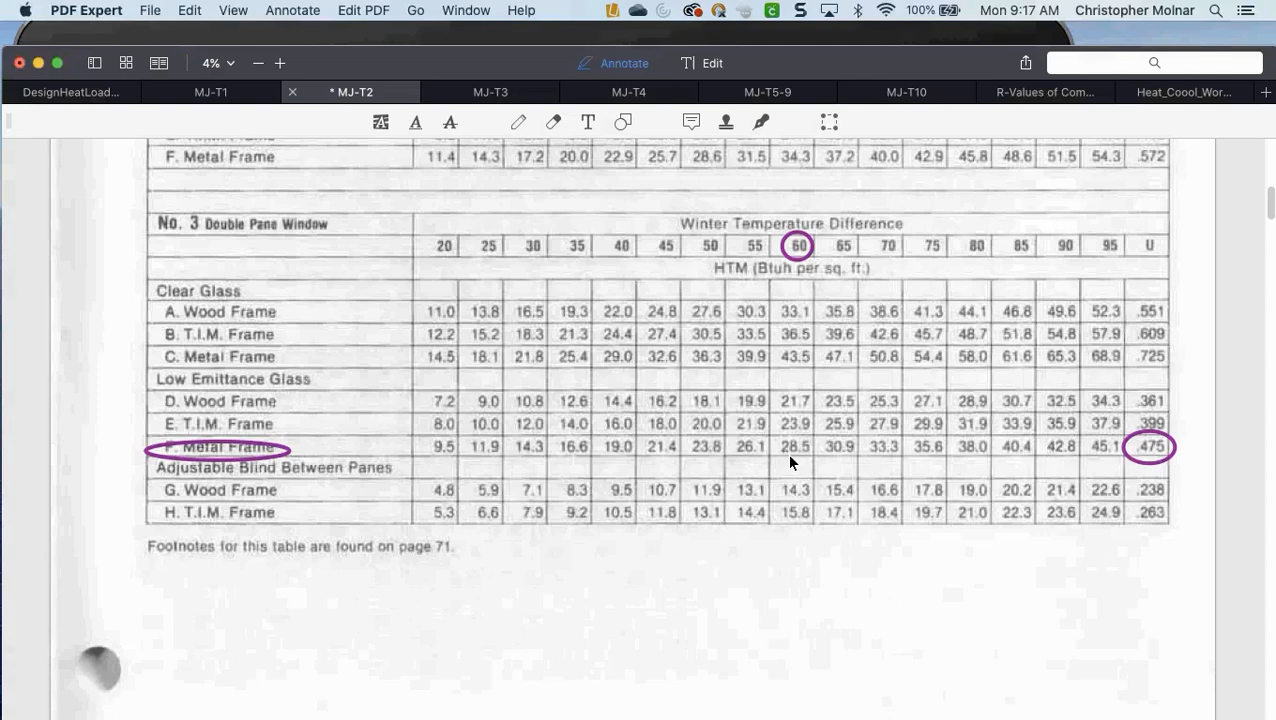 PDF Expert File Edit View Annotate Edit PDF Go Window Help 100% Mon 9:17 AM Christopher Molnar
4% Annotate Edit
DesignHeatLoad... MJ-T1 * MJ-T2 MJ-T3 MJ-T4 MJ-T5-9 MJ-T10 R-Values of Com... Heat_Coool_Wor...
F. Metal Frame 11.4 14.3 17.2 20.0 22.9 25.7 28.6 31.5 34.3 37.2 40.0 42.9 45.8 48.6 51.5 54.3 .572
No. 3 Double Pane Window Winter Temperature Difference
20 25 30 35 40 45 50 55 60 65 70 75 80 85 90 95 U
HTM (Btuh per sq. ft.)
Clear Glass
A. Wood Frame 11.0 13.8 16.5 19.3 22.0 24.8 27.6 30.3 33.1 35.8 38.6 41.3 44.1 46.8 49.6 52.3 .551
B. T.I.M. Frame 12.2 15.2 18.3 21.3 24.4 27.4 30.5 33.5 36.5 39.6 42.6 45.7 48.7 51.8 54.8 57.9 .609
C. Metal Frame 14.5 18.1 21.8 25.4 29.0 32.6 36.3 39.9 43.5 47.1 50.8 54.4 58.0 61.6 65.3 68.9 .725
Low Emittance Glass
D. Wood Frame 7.2 9.0 10.8 12.6 14.4 16.2 18.1 19.9 21.7 23.5 25.3 27.1 28.9 30.7 32.5 34.3 .361
E. T.I.M. Frame 8.0 10.0 12.0 14.0 16.0 18.0 20.0 21.9 23.9 25.9 27.9 29.9 31.9 33.9 35.9 37.9 .399
F. Metal Frame 9.5 11.9 14.3 16.6 19.0 21.4 23.8 26.1 28.5 30.9 33.3 35.6 38.0 40.4 42.8 45.1 .475
Adjustable Blind Between Panes
G. Wood Frame 4.8 5.9 7.1 8.3 9.5 10.7 11.9 13.1 14.3 15.4 16.6 17.8 19.0 20.2 21.4 22.6 .238
H. T.I.M. Frame 5.3 6.6 7.9 9.2 10.5 11.8 13.1 14.4 15.8 17.1 18.4 19.7 21.0 22.3 23.6 24.9 .263
Footnotes for this table are found on page 71.